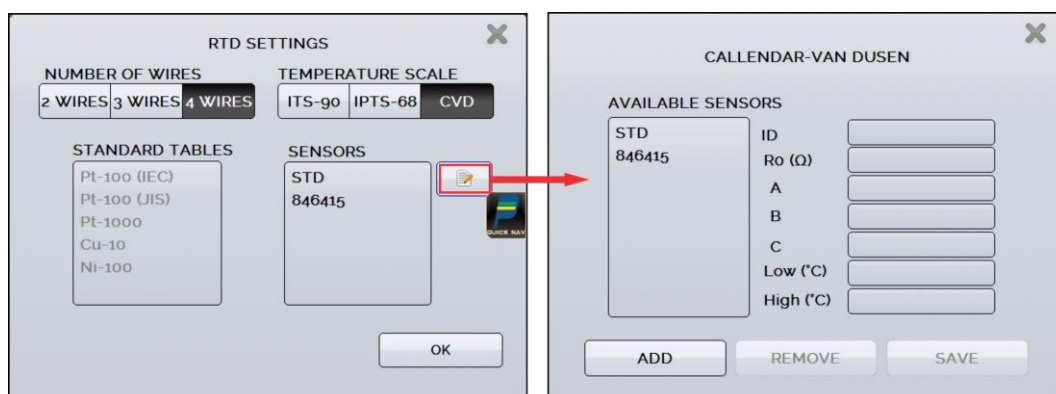 RTD SETTINGS
NUMBER OF WIRES
2 WIRES 3 WIRES 4 WIRES
TEMPERATURE SCALE
ITS-90 IPTS-68 CVD
STANDARD TABLES
Pt-100 (IEC)
Pt-100 (JIS)
Pt-1000
Cu-10
Ni-100
SENSORS
STD
846415
QUICK NAV
OK
CALLENDAR-VAN DUSEN
AVAILABLE SENSORS
STD
846415
ID
Ro (Ω)
A
B
C
Low (°C)
High (°C)
ADD REMOVE SAVE